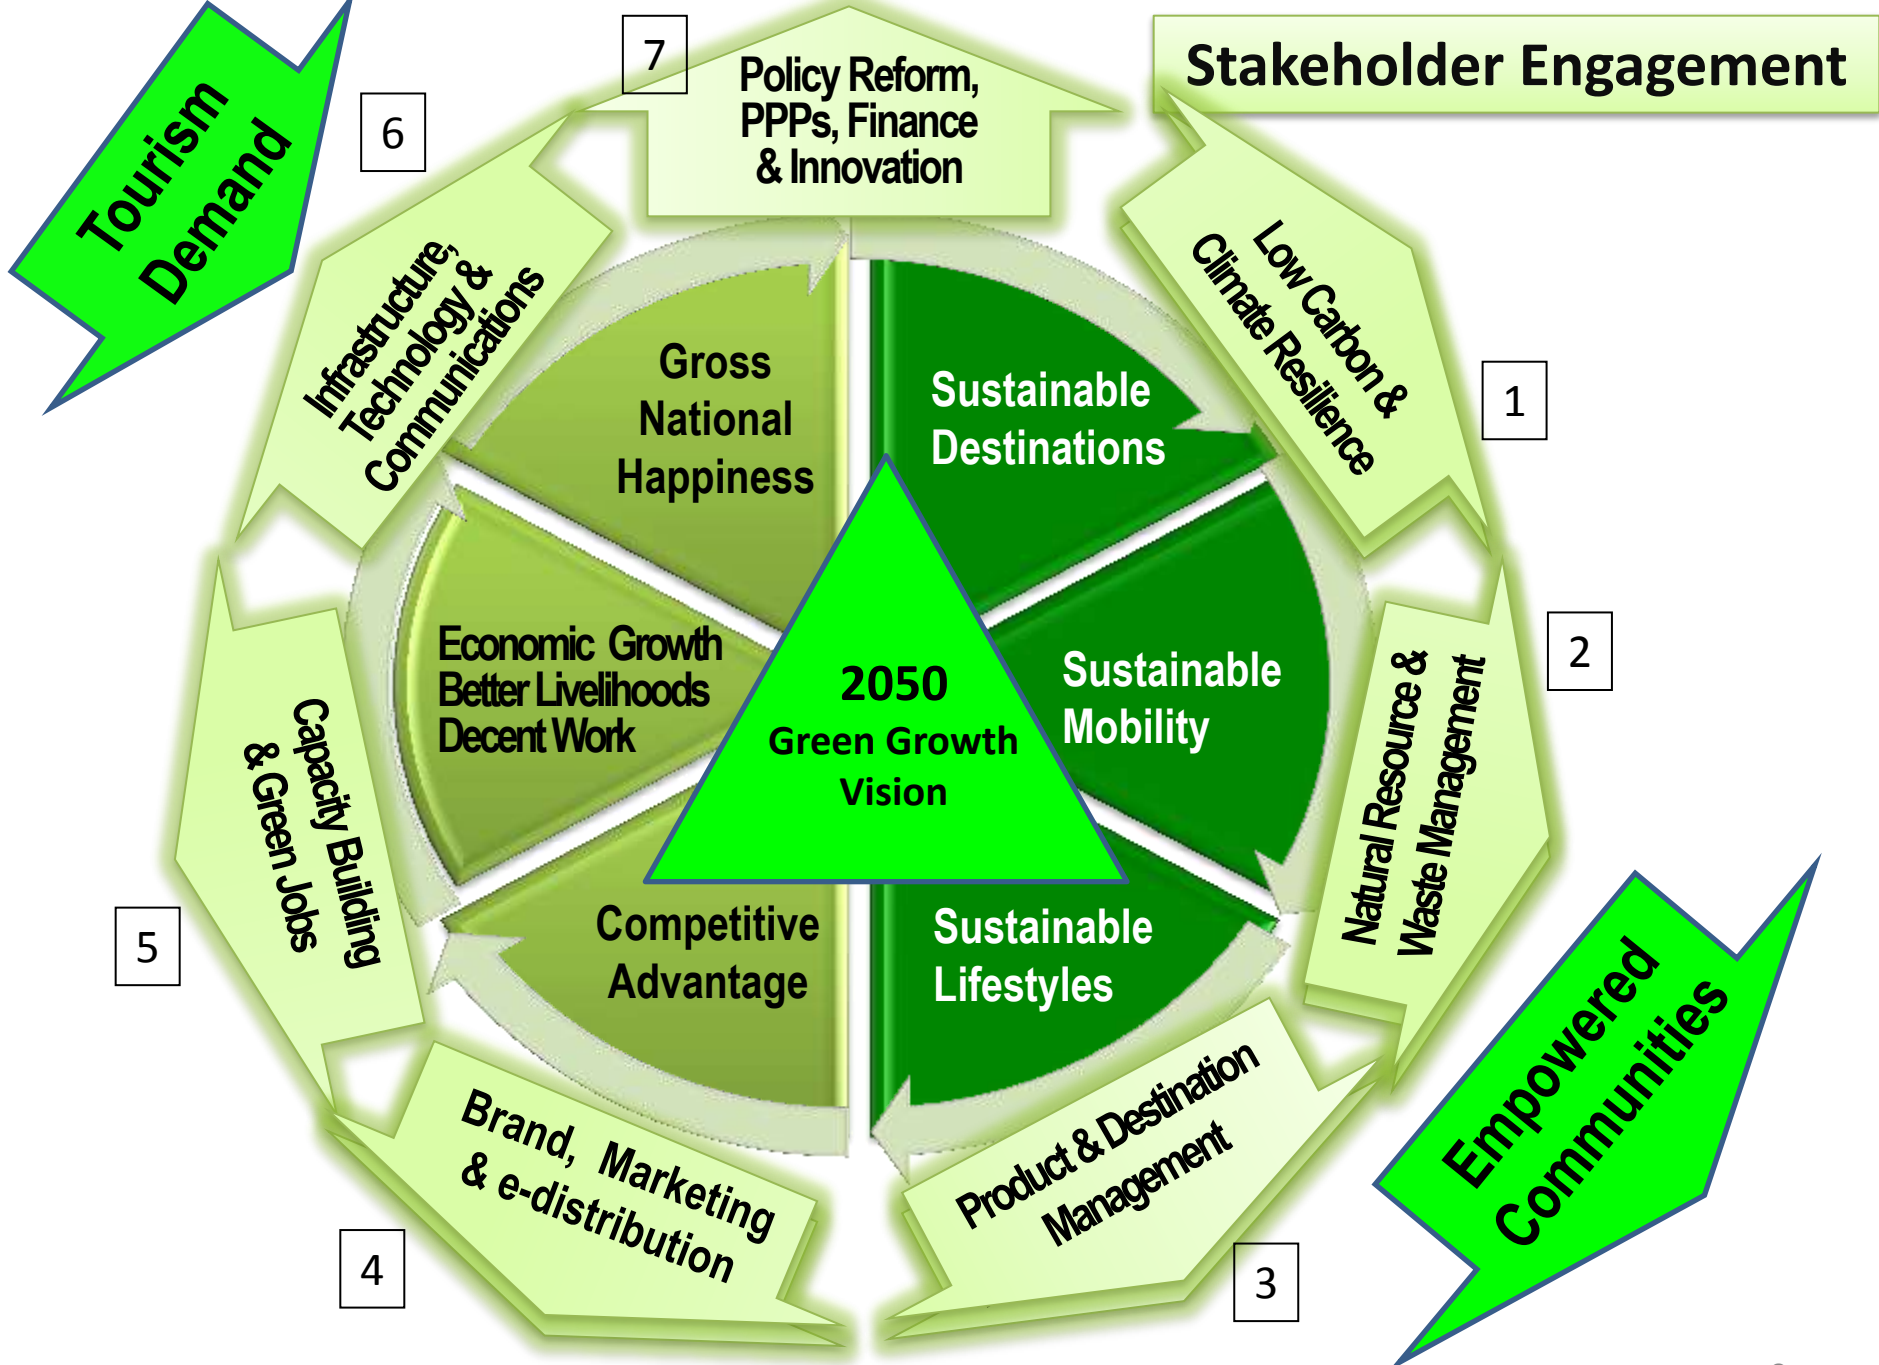 Stakeholder Engagement
Tourism
Demand
7
Policy Reform,
PPPs, Finance
& Innovation
6
Infrastructure,
Technology &
Communications
Low Carbon &
Climate Resilience
1
Gross
National
Happiness
Sustainable
Destinations
2
Economic Growth
Better Livelihoods
Decent Work
2050
Green Growth
Vision
Sustainable
Mobility
Natural Resource &
Waste Management
Capacity Building
& Green Jobs
5
Competitive
Advantage
Sustainable
Lifestyles
Empowered
Communities
Brand, Marketing
& e-distribution
4
Product & Destination
Management
3